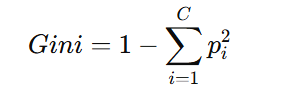 Gini = 1 − ∑_{i=1}^{C} p_i^2